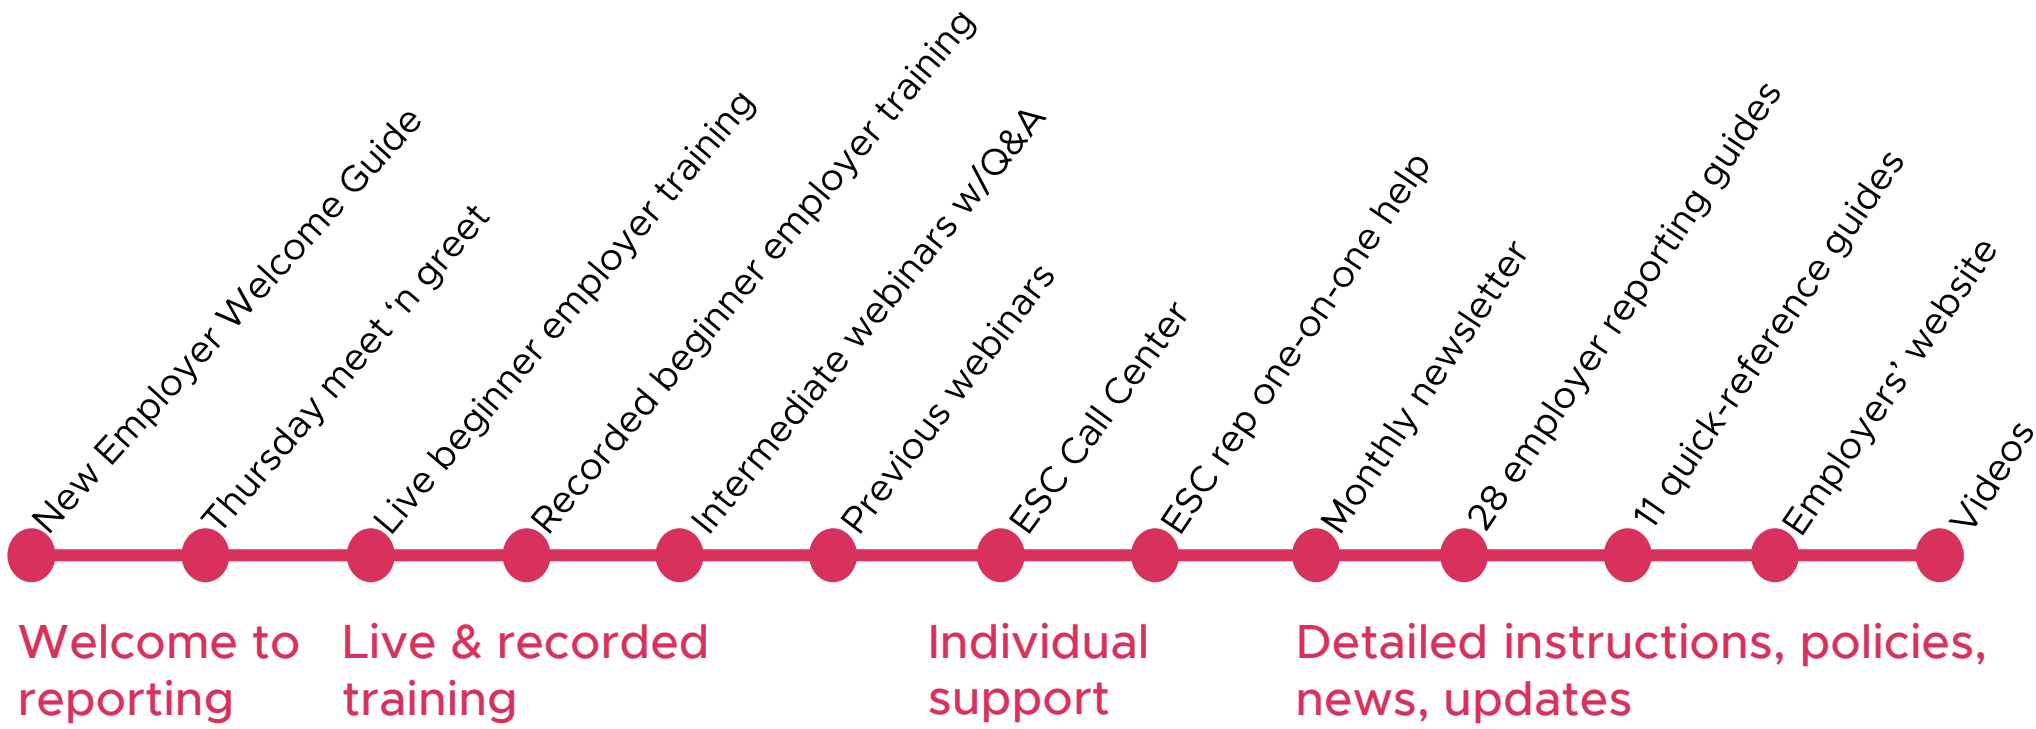 New Employer Welcome Guide
Thursday meet ‘n greet
Live beginner employer training
Recorded beginner employer training
Intermediate webinars w/Q&A
Previous webinars
ESC Call Center
ESC rep one-on-one help
Monthly newsletter
28 employer reporting guides
11 quick-reference guides
Employers’ website
Videos
Welcome to
reporting
Live & recorded
training
Individual
support
Detailed instructions, policies,
news, updates